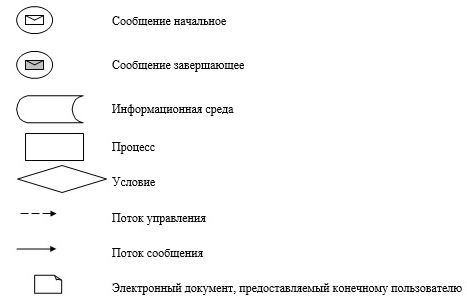 Сообщение начальное
Сообщение завершающее
Информационная среда
Процесс
Условие
Поток управления
Поток сообщения
Электронный документ, предоставляемый конечному пользователю